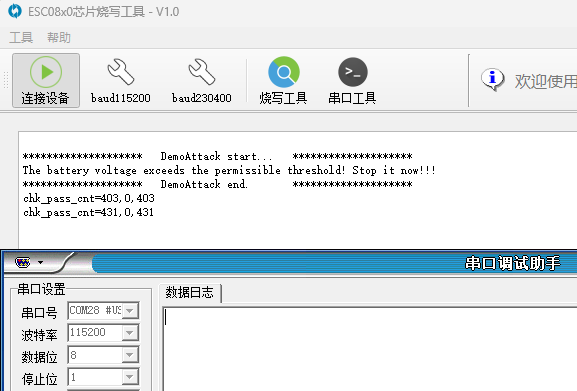 ESC08x0芯片烧写工具 - V1.0
工具 帮助
连接设备 baud115200 baud230400 烧写工具 串口工具 欢迎使用
******************** DemoAttack start... ********************
The battery voltage exceeds the permissible threshold! Stop it now!!!
******************** DemoAttack end. ********************
chk_pass_cnt=403,0,403
chk_pass_cnt=431,0,431
串口调试助手
串口设置 数据日志
串口号 COM28 #US
波特率 115200
数据位 8
停止位 1